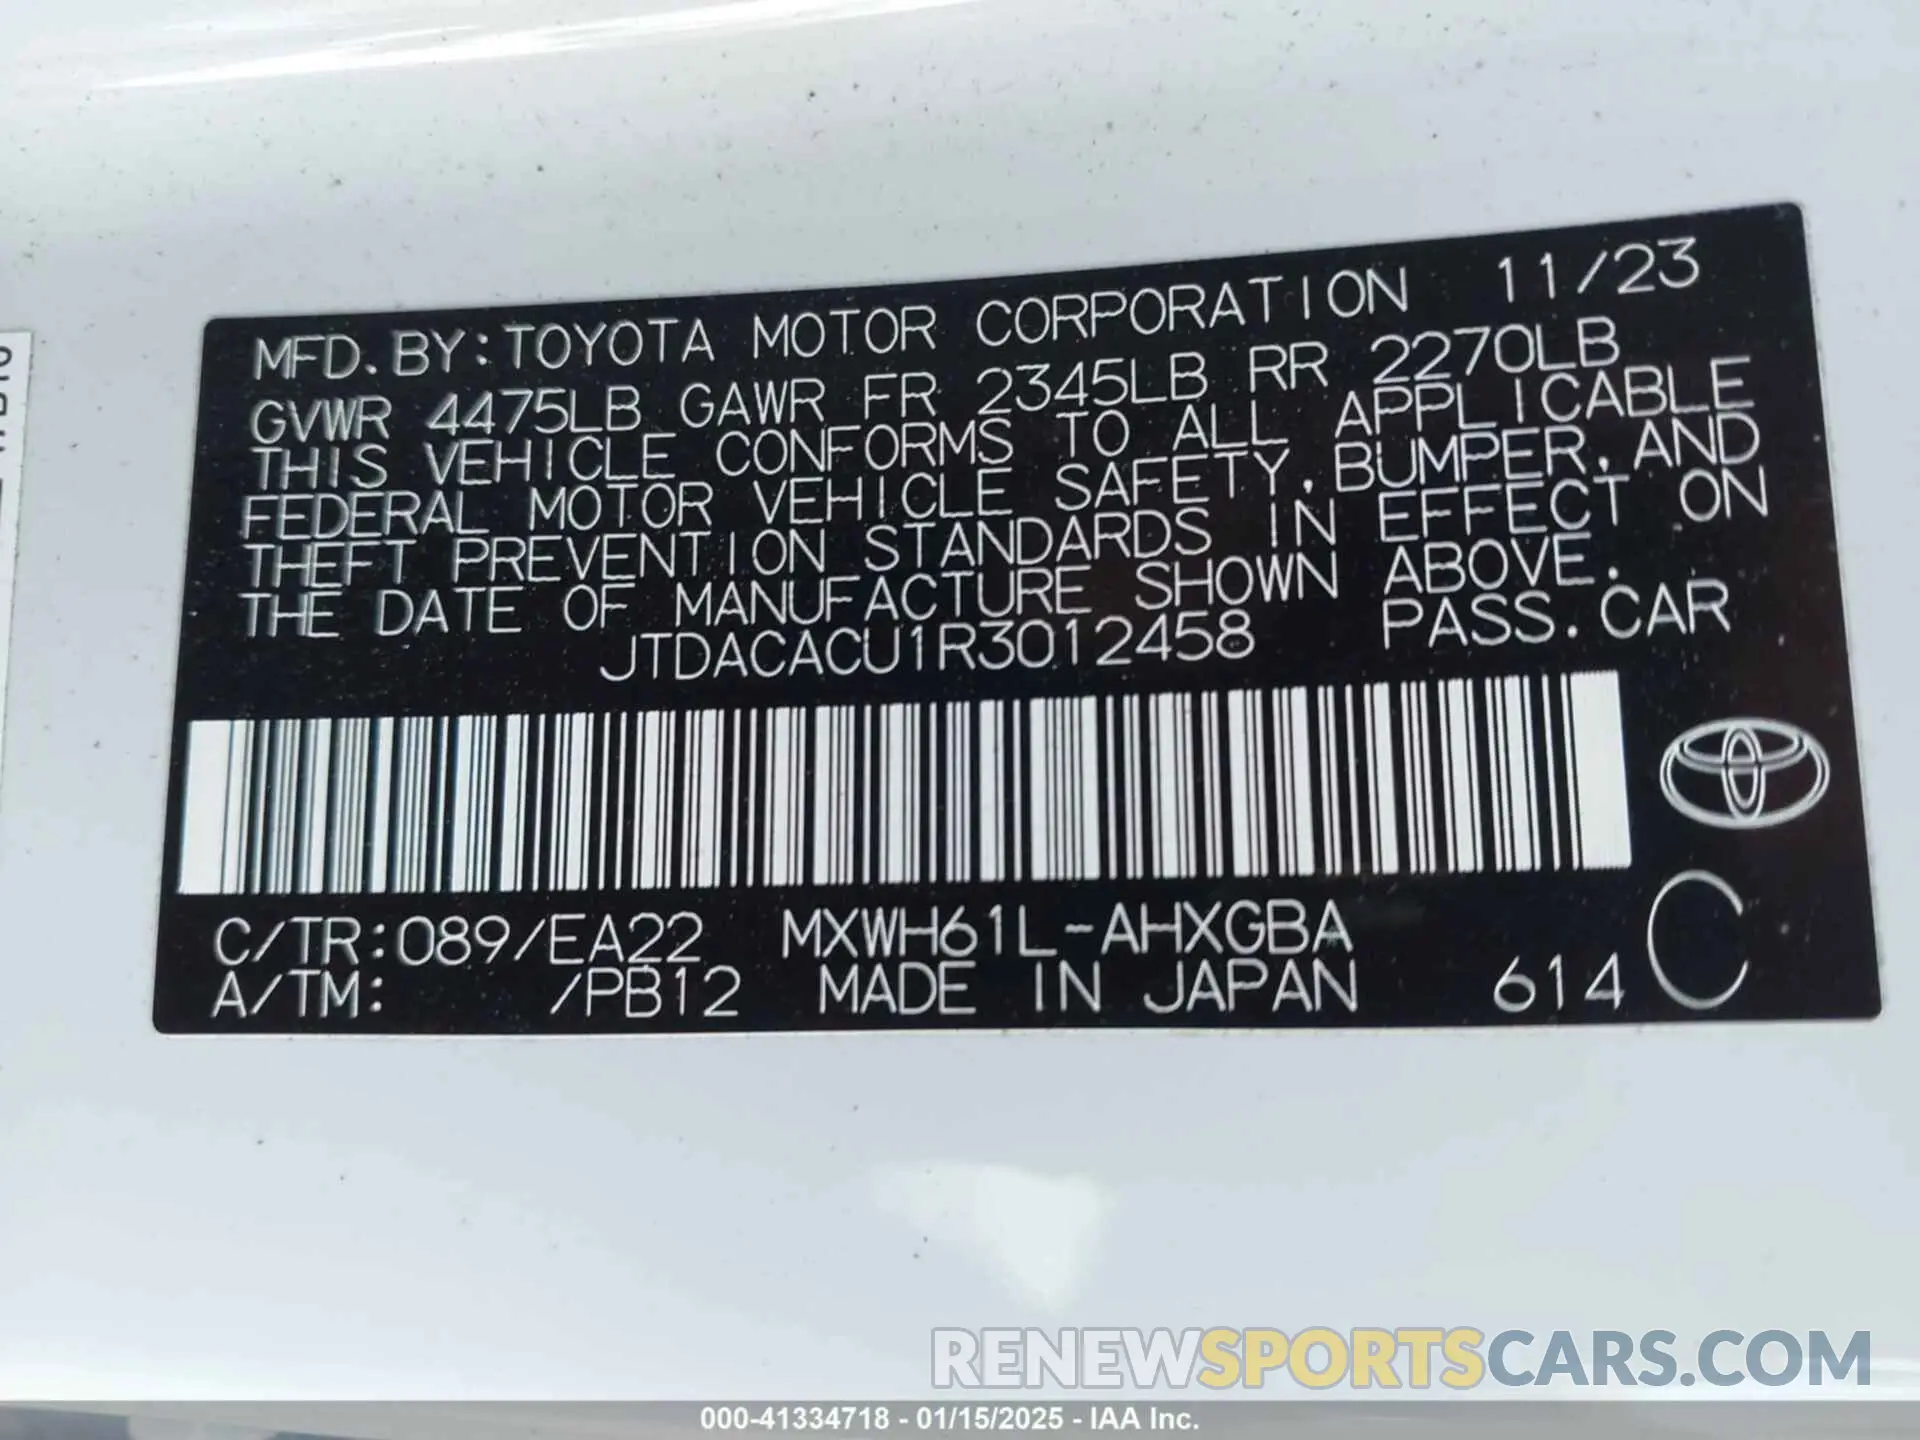 MFD. BY: TOYOTA MOTOR CORPORATION 11/23
GVWR 4475LB GAWR FR 2345LB RR 2270LB
THIS VEHICLE CONFORMS TO ALL APPLICABLE
FEDERAL MOTOR VEHICLE SAFETY, BUMPER, AND
THEFT PREVENTION STANDARDS IN EFFECT ON
THE DATE OF MANUFACTURE SHOWN ABOVE.
JTDACACU1R3012458 PASS. CAR
C/TR: 089/EA22 MXWH61L-AHXGBA
A/TM: /PB12 MADE IN JAPAN 614 C
RENEWSPORTSCARS.COM
000-41334718 - 01/15/2025 - IAA Inc.